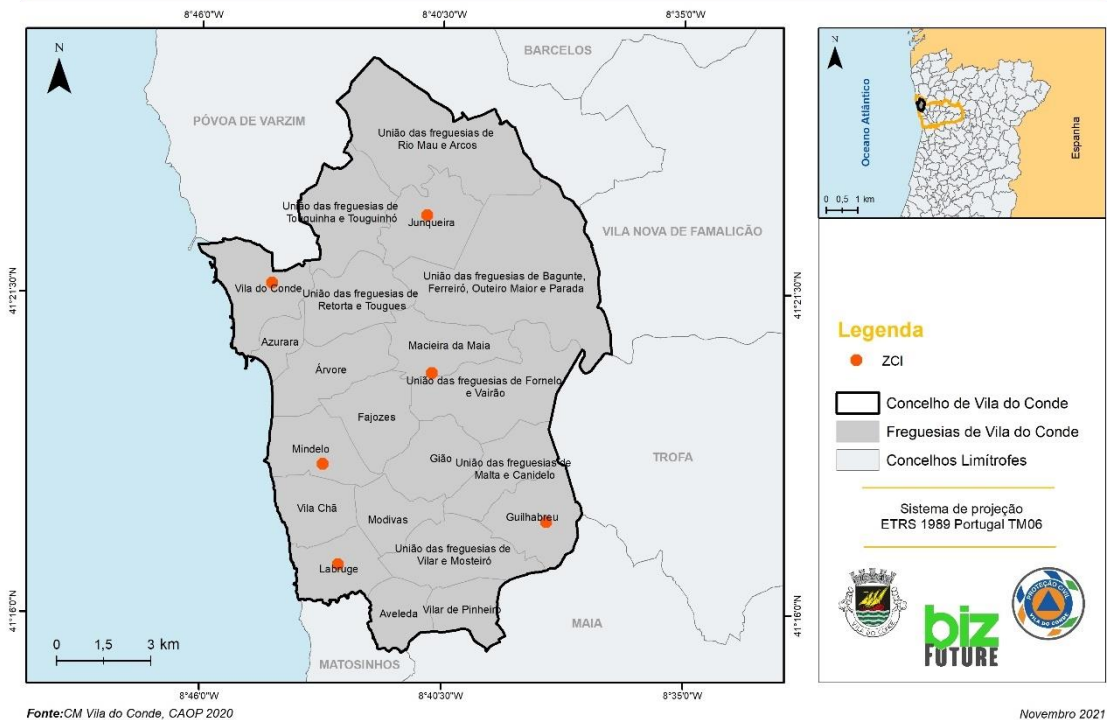 8°46'0"W
8°40'30"W
8°35'0"W
N
BARCELOS
PÓVOA DE VARZIM
União das freguesias de
Rio Mau e Arcos
União das freguesias de
Touguinha e Touguinhó
Junqueira
VILA NOVA DE FAMALICÃO
União das freguesias de Bagunte,
Ferreiró, Outeiro Maior e Parada
Vila do Conde
União das freguesias de
Retorta e Tougues
41°21'30"N
41°21'30"N
Azurara
Macieira da Maia
Árvore
União das freguesias de Fornelo
e Vairão
Fajozes
Mindelo
Gião
União das freguesias de
Malta e Canidelo
TROFA
Vila Chã
Modivas
Guilhabreu
União das freguesias de
Vilar e Mosteiró
Labruge
Aveleda
Vilar de Pinheiro
41°16'0"N
41°16'0"N
MAIA
MATOSINHOS
0 1,5 3 km
8°46'0"W
8°40'30"W
8°35'0"W
Fonte:CM Vila do Conde, CAOP 2020
N
Oceano Atlântico
Espanha
0 0,5 1 km
Legenda
ZCI
Concelho de Vila do Conde
Freguesias de Vila do Conde
Concelhos Limítrofes
Sistema de projeção
ETRS 1989 Portugal TM06
VILA DO CONDE
biz
FUTURE
PROTEÇÃO CIVIL
VILA DO CONDE
Novembro 2021